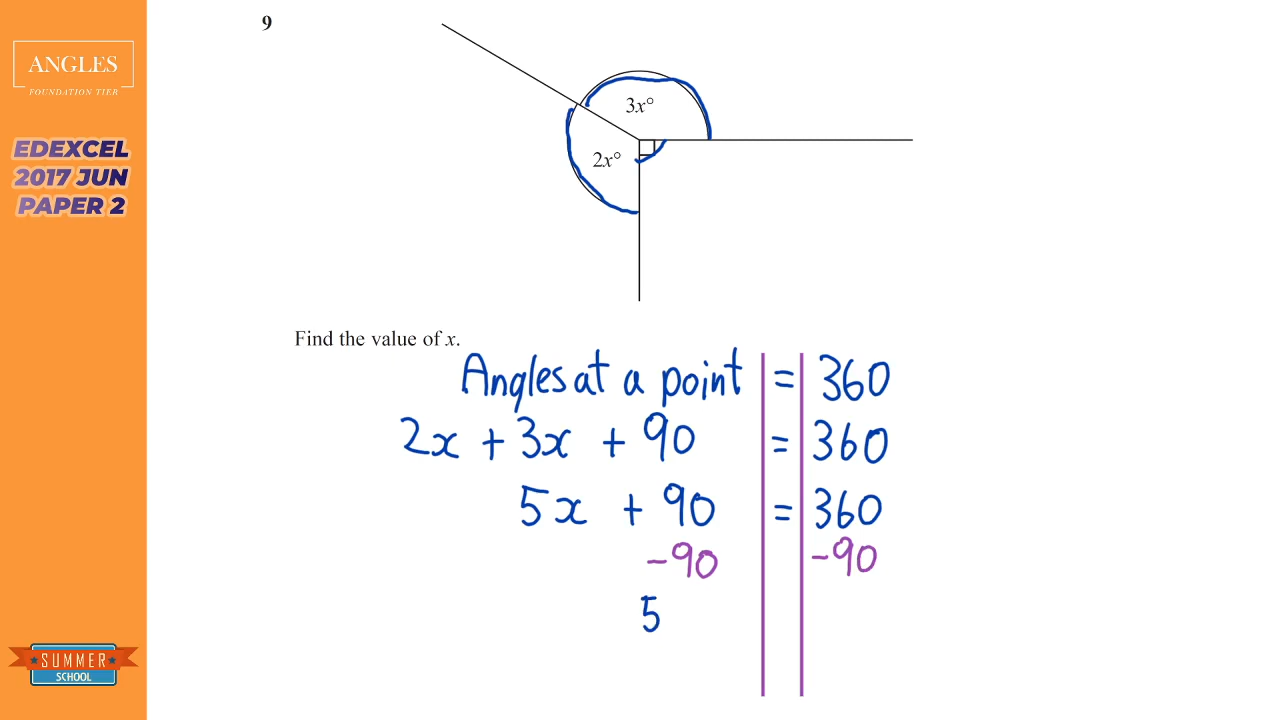 ANGLES
FOUNDATION TIER
EDEXCEL
2017 JUN
PAPER 2
SUMMER
SCHOOL
9
3x°
2x°
Find the value of x.
Angles at a point = 360
2x + 3x + 90 = 360
5x + 90 = 360
-90 -90
5